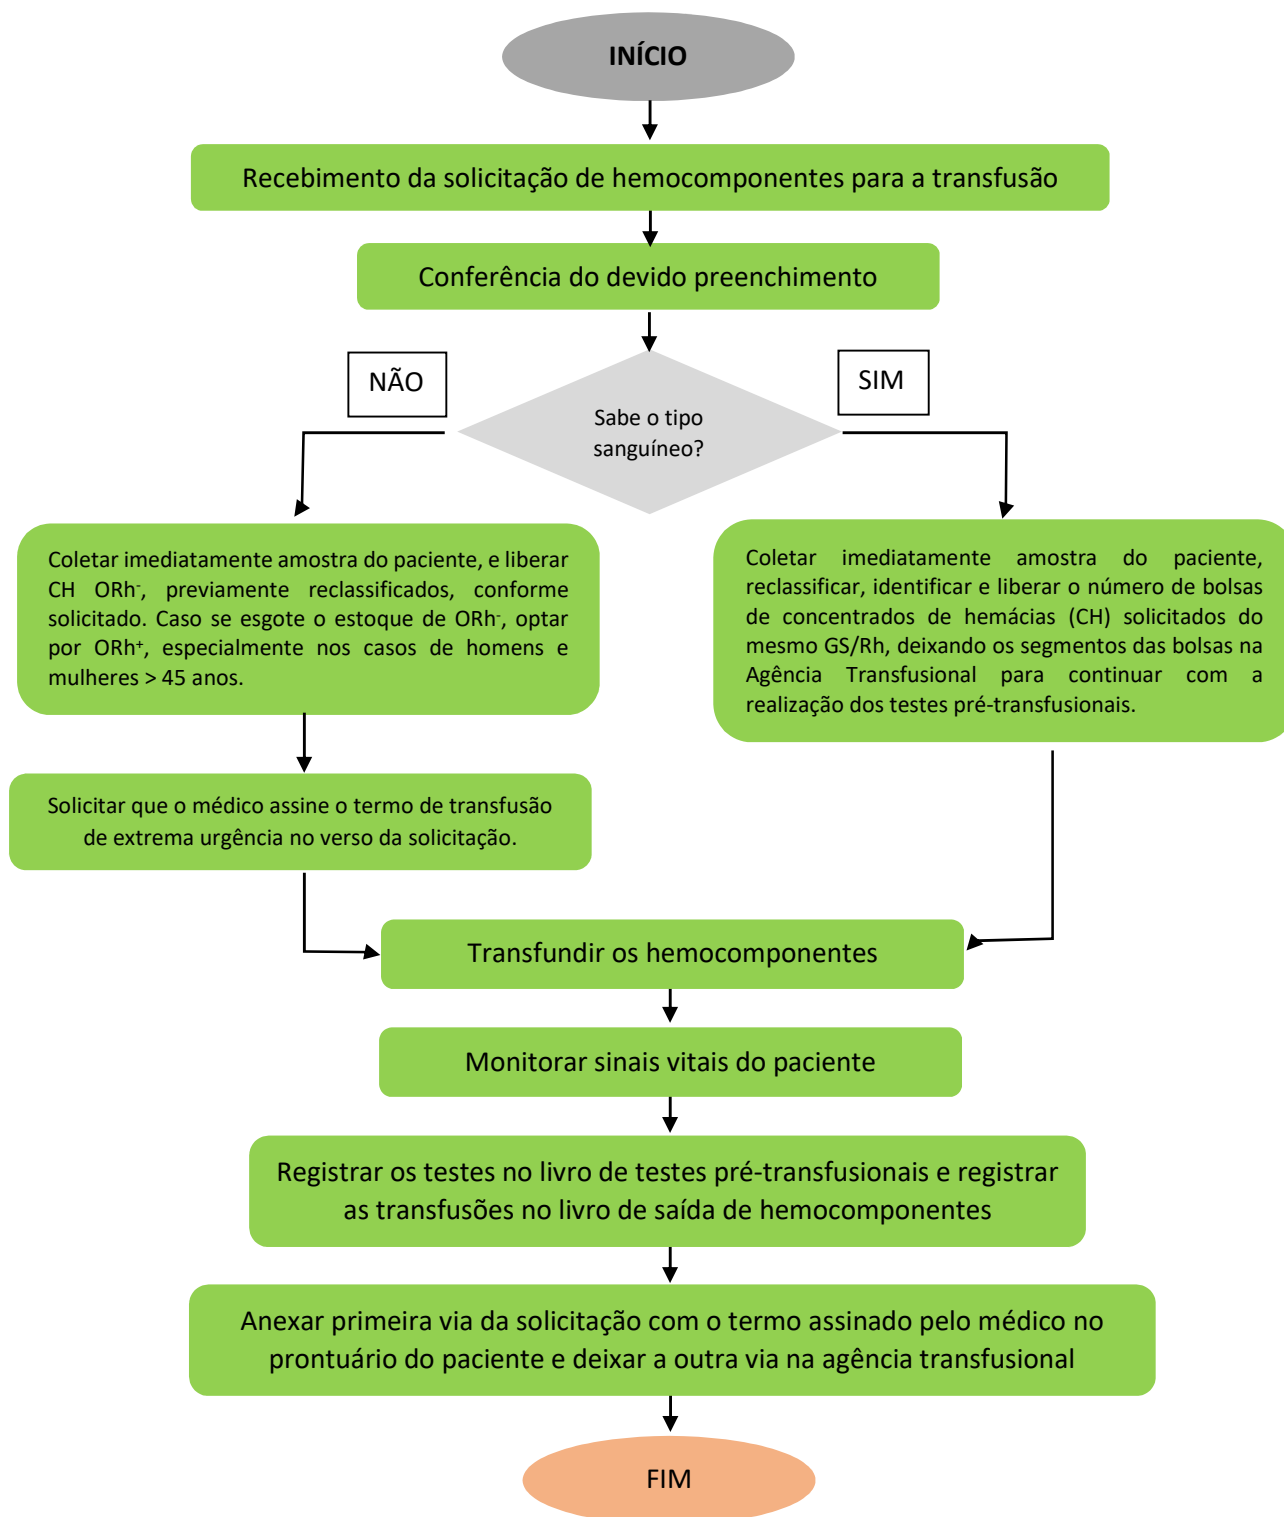 INÍCIO
Recebimento da solicitação de hemocomponentes para a transfusão
Conferência do devido preenchimento
NÃO
SIM
Sabe o tipo
sanguíneo?
Coletar imediatamente amostra do paciente, e liberar
CH ORh⁻, previamente reclassificados, conforme
solicitado. Caso se esgote o estoque de ORh⁻, optar
por ORh⁺, especialmente nos casos de homens e
mulheres > 45 anos.
Coletar imediatamente amostra do paciente,
reclassificar, identificar e liberar o número de bolsas
de concentrados de hemácias (CH) solicitados do
mesmo GS/Rh, deixando os segmentos das bolsas na
Agência Transfusional para continuar com a
realização dos testes pré-transfusionais.
Solicitar que o médico assine o termo de transfusão
de extrema urgência no verso da solicitação.
Transfundir os hemocomponentes
Monitorar sinais vitais do paciente
Registrar os testes no livro de testes pré-transfusionais e registrar
as transfusões no livro de saída de hemocomponentes
Anexar primeira via da solicitação com o termo assinado pelo médico no
prontuário do paciente e deixar a outra via na agência transfusional
FIM